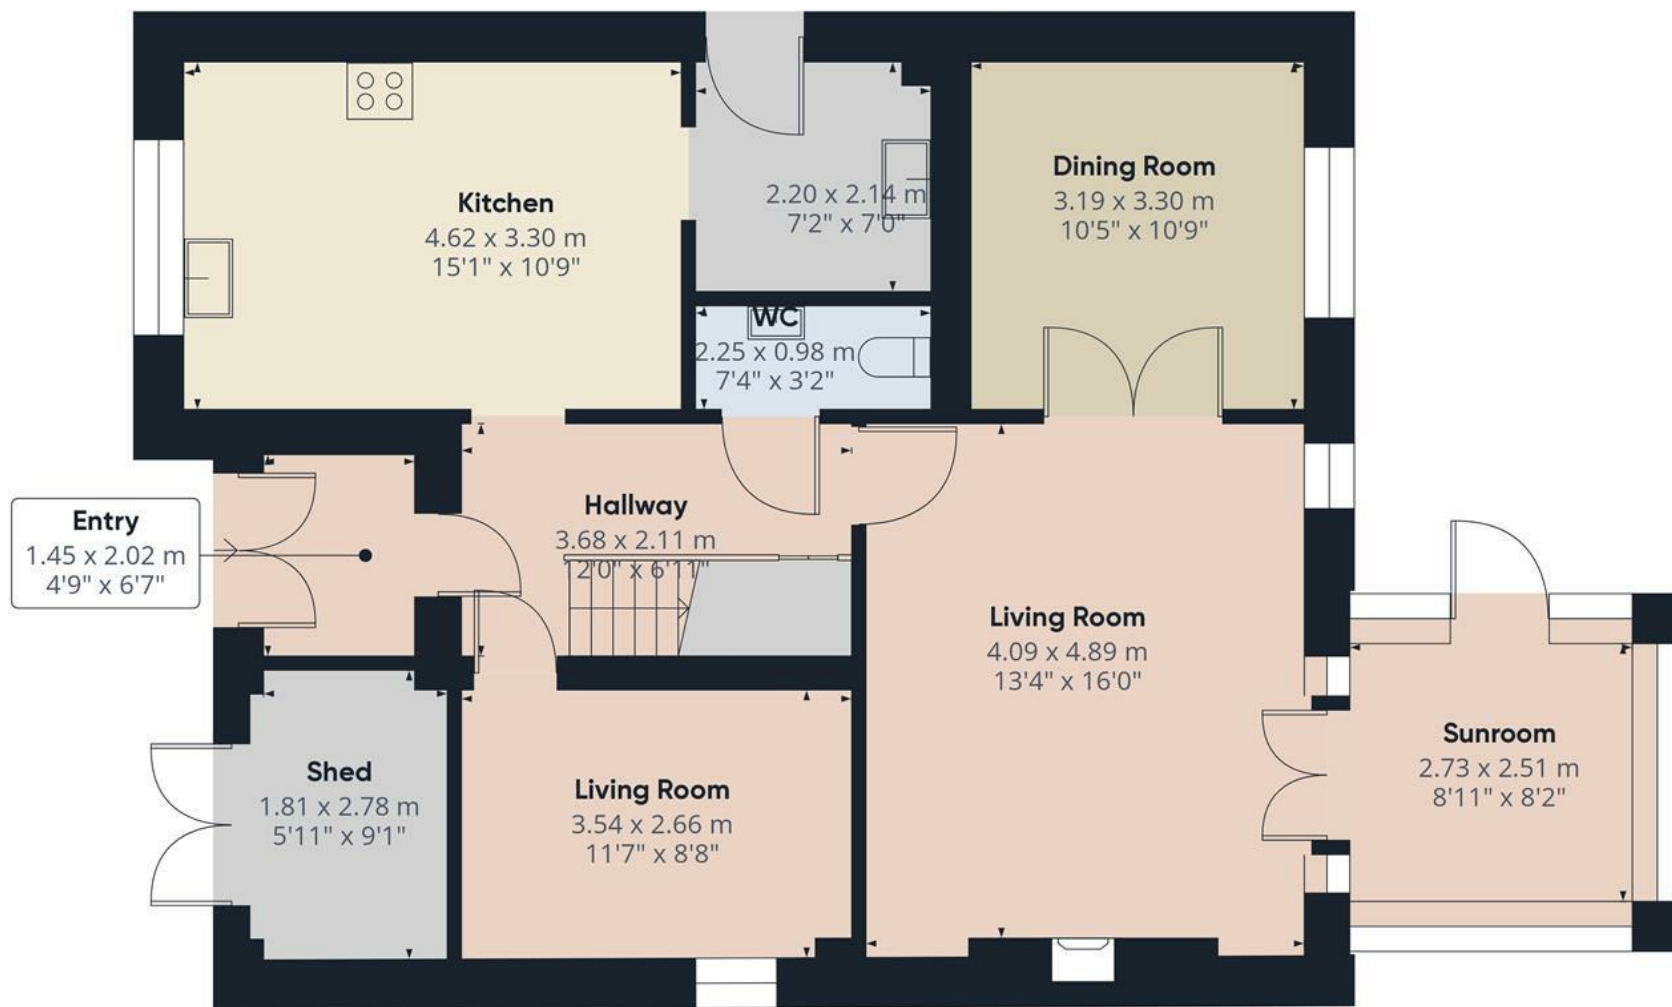 Kitchen
4.62 x 3.30 m
15'1" x 10'9"
2.20 x 2.14 m
7'2" x 7'0"
Dining Room
3.19 x 3.30 m
10'5" x 10'9"
WC
2.25 x 0.98 m
7'4" x 3'2"
Entry
1.45 x 2.02 m
4'9" x 6'7"
Hallway
3.68 x 2.11 m
12'0" x 6'11"
Living Room
4.09 x 4.89 m
13'4" x 16'0"
Sunroom
2.73 x 2.51 m
8'11" x 8'2"
Shed
1.81 x 2.78 m
5'11" x 9'1"
Living Room
3.54 x 2.66 m
11'7" x 8'8"